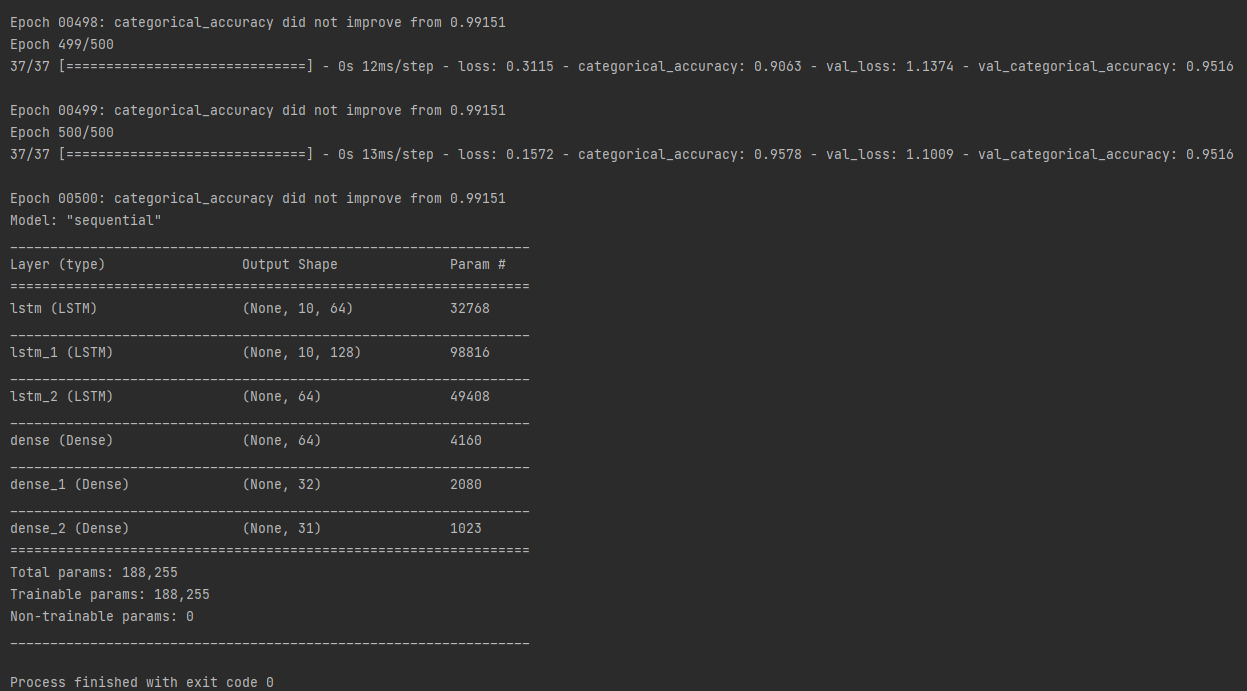 Epoch 00498: categorical_accuracy did not improve from 0.99151
Epoch 499/500
37/37 [==============================] - 0s 12ms/step - loss: 0.3115 - categorical_accuracy: 0.9063 - val_loss: 1.1374 - val_categorical_accuracy: 0.9516
Epoch 00499: categorical_accuracy did not improve from 0.99151
Epoch 500/500
37/37 [==============================] - 0s 13ms/step - loss: 0.1572 - categorical_accuracy: 0.9578 - val_loss: 1.1009 - val_categorical_accuracy: 0.9516
Epoch 00500: categorical_accuracy did not improve from 0.99151
Model: "sequential"
_________________________________________________________________
Layer (type)                 Output Shape              Param #
=================================================================
lstm (LSTM)                  (None, 10, 64)            32768
_________________________________________________________________
lstm_1 (LSTM)                (None, 10, 128)           98816
_________________________________________________________________
lstm_2 (LSTM)                (None, 64)                49408
_________________________________________________________________
dense (Dense)                (None, 64)                4160
_________________________________________________________________
dense_1 (Dense)              (None, 32)                2080
_________________________________________________________________
dense_2 (Dense)              (None, 31)                1023
=================================================================
Total params: 188,255
Trainable params: 188,255
Non-trainable params: 0
_________________________________________________________________
Process finished with exit code 0